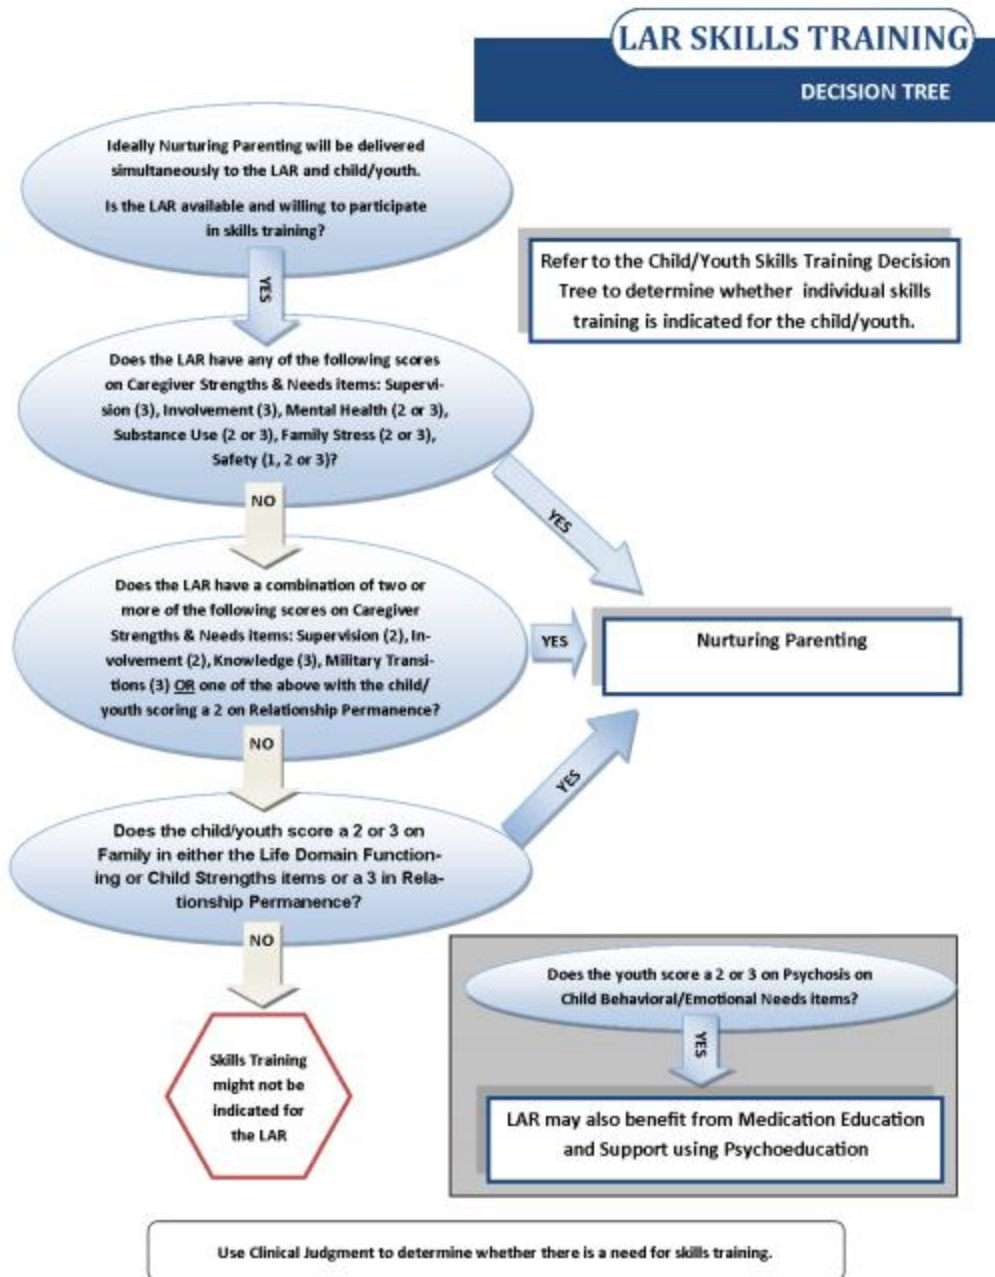 LAR SKILLS TRAINING
DECISION TREE
Ideally Nurturing Parenting will be delivered
simultaneously to the LAR and child/youth.
Is the LAR available and willing to participate
in skills training?
YES
Refer to the Child/Youth Skills Training Decision
Tree to determine whether individual skills
training is indicated for the child/youth.
Does the LAR have any of the following scores
on Caregiver Strengths & Needs items: Supervi-
sion (3), Involvement (3), Mental Health (2 or 3),
Substance Use (2 or 3), Family Stress (2 or 3),
Safety (1, 2 or 3)?
NO
YES
Does the LAR have a combination of two or
more of the following scores on Caregiver
Strengths & Needs items: Supervision (2), In-
volvement (2), Knowledge (3), Military Transi-
tions (3) OR one of the above with the child/
youth scoring a 2 on Relationship Permanence?
YES
Nurturing Parenting
NO
YES
Does the child/youth score a 2 or 3 on
Family in either the Life Domain Function-
ing or Child Strengths items or a 3 in Rela-
tionship Permanence?
NO
Skills Training
might not be
indicated for
the LAR
Does the youth score a 2 or 3 on Psychosis on
Child Behavioral/Emotional Needs items?
YES
LAR may also benefit from Medication Education
and Support using Psychoeducation
Use Clinical Judgment to determine whether there is a need for skills training.